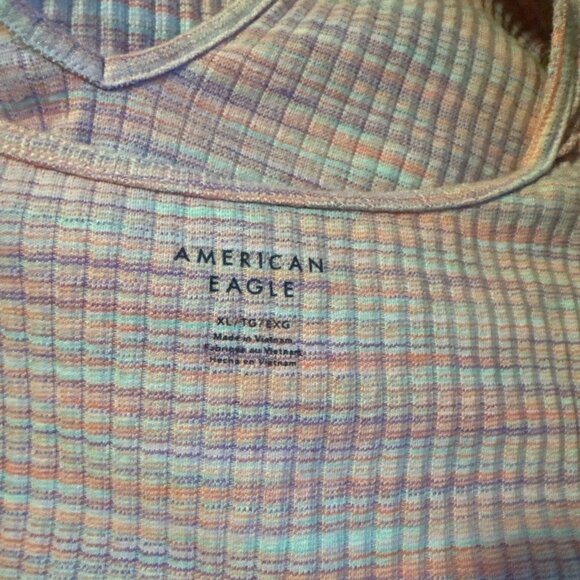 AMERICAN
EAGLE
XL/TG/EXG
Made in Vietnam
Fabriqué au Vietnam
Hecho en Vietnam